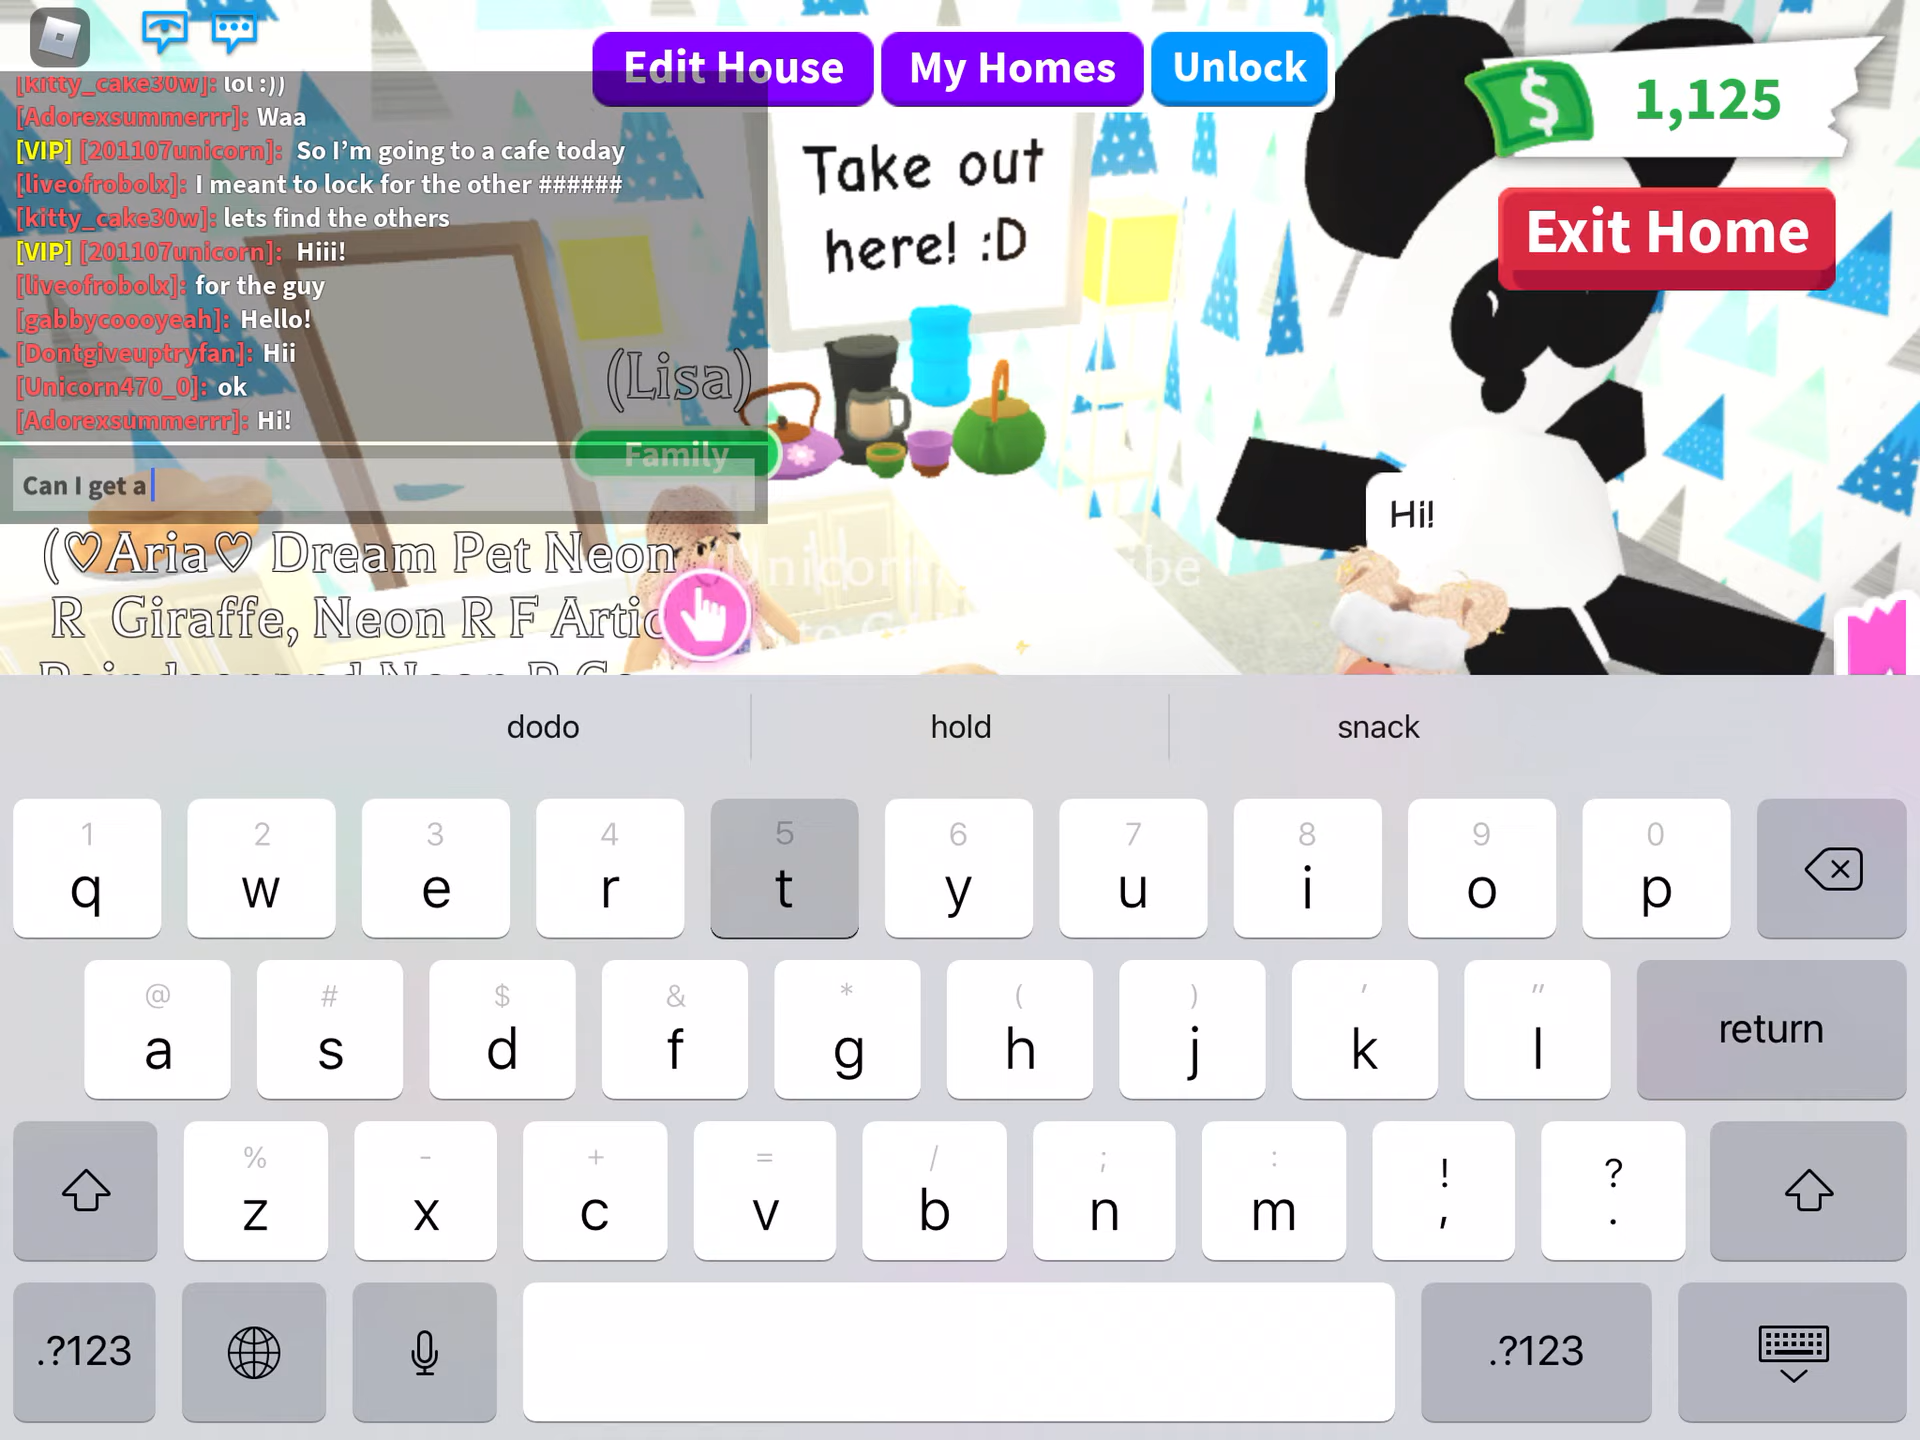 Edit House
My Homes
Unlock
1,125
Exit Home
[kitty_cake30w]: lol :))
[Adorexsummerrr]: Waa
[VIP] [201107unicorn]: So I'm going to a cafe today
[liveofrobolx]: I meant to lock for the other ######
[kitty_cake30w]: lets find the others
[VIP] [201107unicorn]: Hiii!
[liveofrobolx]: for the guy
[gabbycoooyeah]: Hello!
[Dontgiveuptryfan]: Hii
[Unicorn470_0]: ok
[Adorexsummerrr]: Hi!
Can I get a
Take out
here! :D
(Lisa)
Family
Hi!
(♡Aria♡ Dream Pet Neon
R Giraffe, Neon R F Artic
dodo hold snack
1 2 3 4 5 6 7 8 9 0
q w e r t y u i o p
@ # $ & * ( ) ' "
a s d f g h j k l return
% - + = / ; : ! ?
z x c v b n m , .
.?123 .?123